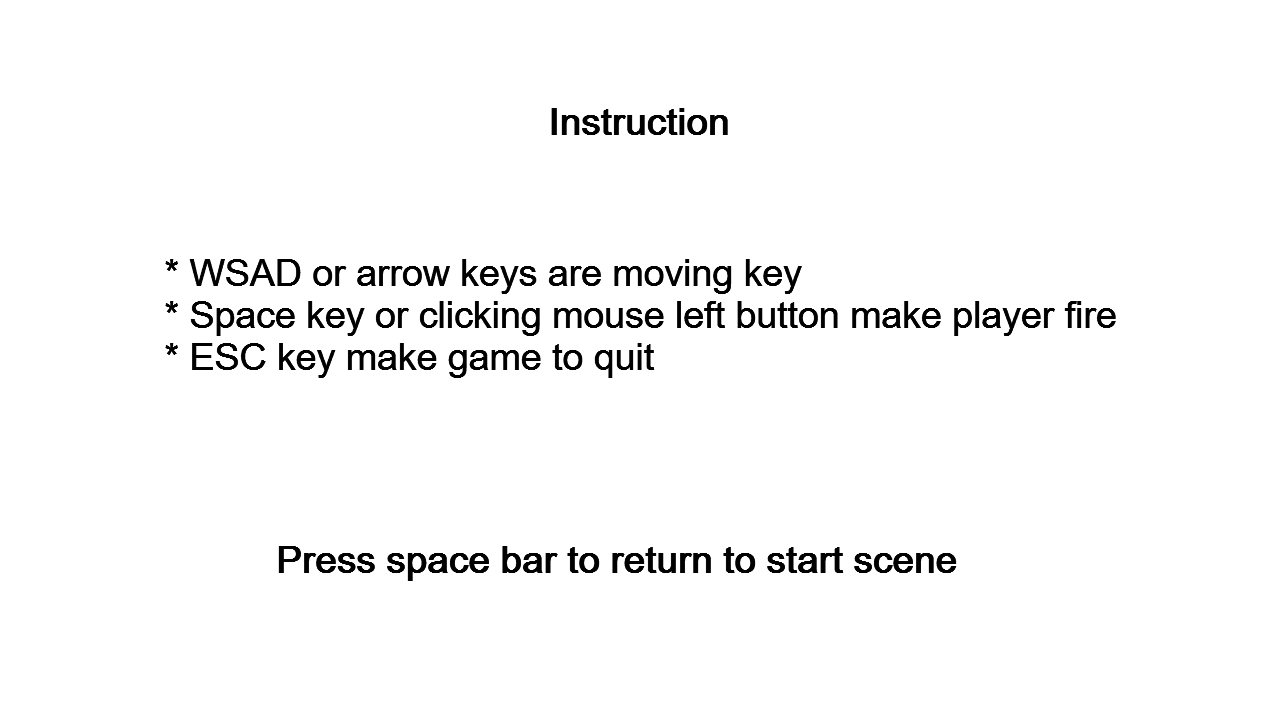 Instruction
* WSAD or arrow keys are moving key
* Space key or clicking mouse left button make player fire
* ESC key make game to quit
Press space bar to return to start scene